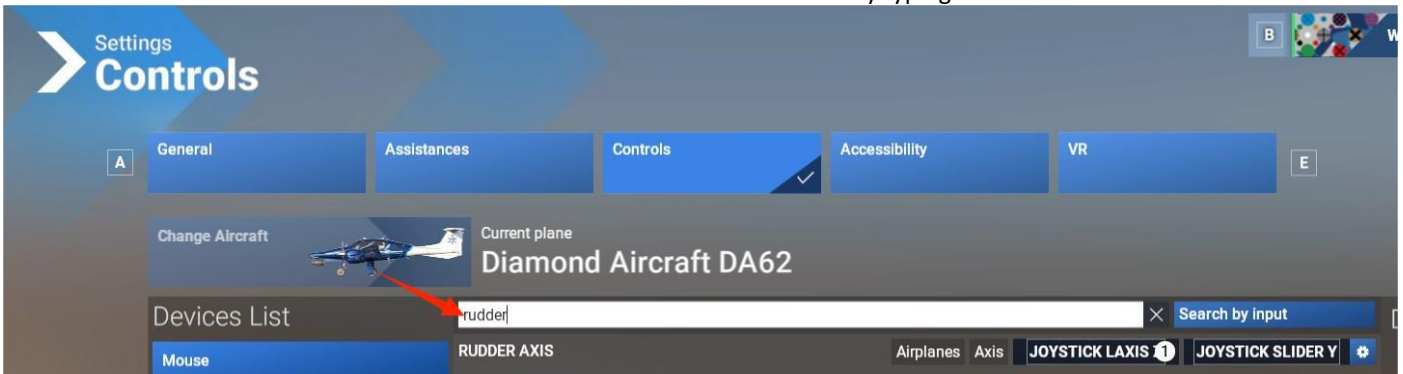 Settings
Controls
B
A
General
Assistances
Controls
Accessibility
VR
E
Change Aircraft
Current plane
Diamond Aircraft DA62
Devices List
rudder
Search by input
Mouse
RUDDER AXIS
Airplanes
Axis
JOYSTICK LAXIS
1
JOYSTICK SLIDER Y